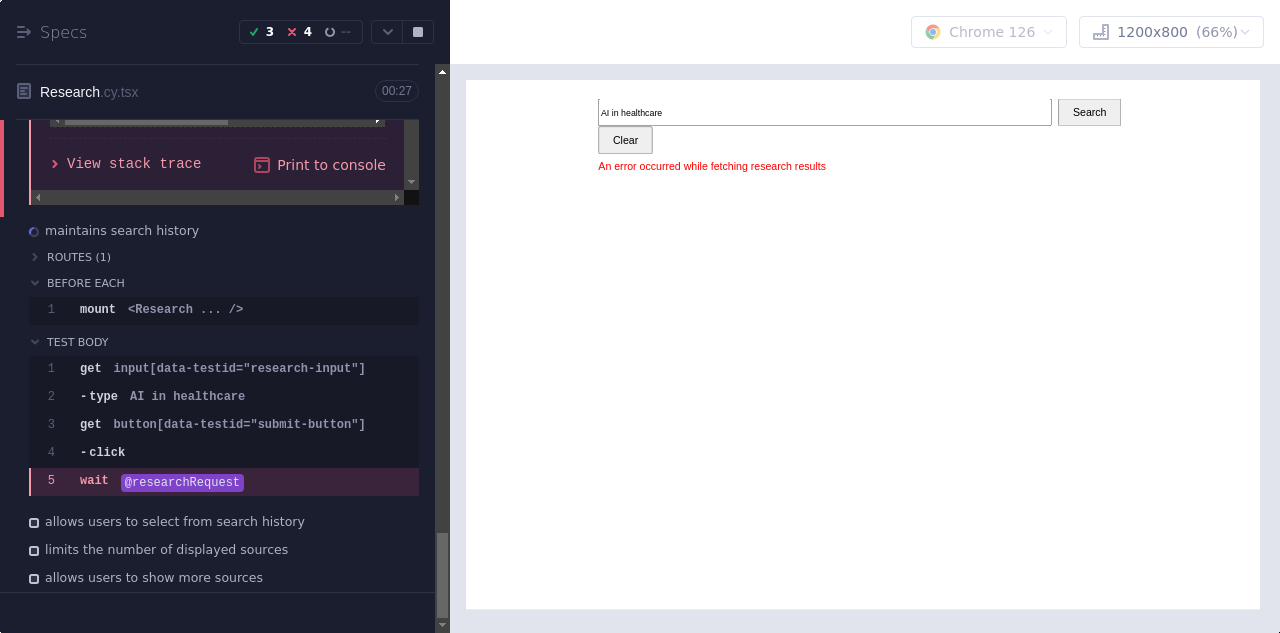 Specs
3
4
--
Chrome 126
1200x800 (66%)
Research.cy.tsx
00:27
View stack trace
Print to console
maintains search history
ROUTES (1)
BEFORE EACH
1 mount <Research ... />
TEST BODY
1 get input[data-testid="research-input"]
2 -type AI in healthcare
3 get button[data-testid="submit-button"]
4 -click
5 wait @researchRequest
allows users to select from search history
limits the number of displayed sources
allows users to show more sources
AI in healthcare
Search
Clear
An error occurred while fetching research results